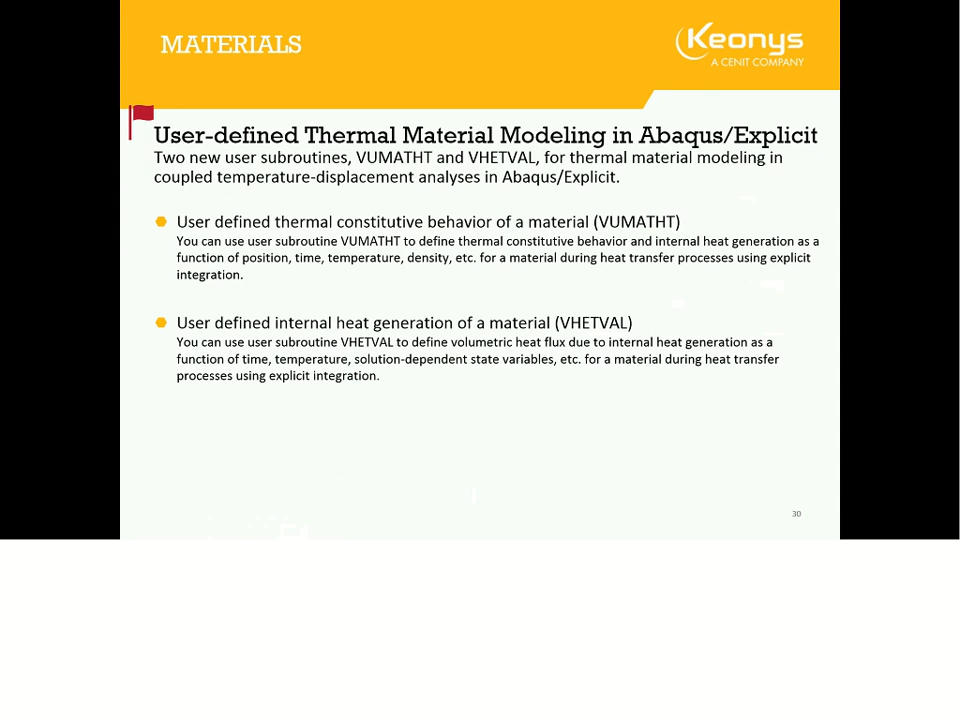 MATERIALS
Keonys
A CENIT COMPANY
User-defined Thermal Material Modeling in Abaqus/Explicit
Two new user subroutines, VUMATHT and VHETVAL, for thermal material modeling in
coupled temperature-displacement analyses in Abaqus/Explicit.
User defined thermal constitutive behavior of a material (VUMATHT)
You can use user subroutine VUMATHT to define thermal constitutive behavior and internal heat generation as a
function of position, time, temperature, density, etc. for a material during heat transfer processes using explicit
integration.
User defined internal heat generation of a material (VHETVAL)
You can use user subroutine VHETVAL to define volumetric heat flux due to internal heat generation as a
function of time, temperature, solution-dependent state variables, etc. for a material during heat transfer
processes using explicit integration.
30